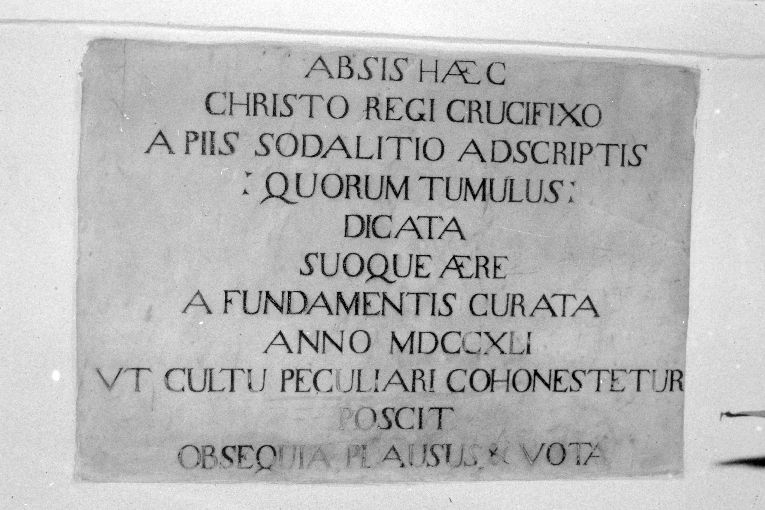 ABSIS HÆC
CHRISTO REGI CRUCIFIXO
A PIIS SODALITIO ADSCRIPTIS
: QUORUM TUMULUS :
DICATA
SUOQUE ÆRE
A FUNDAMENTIS CURATA
ANNO MDCCXLI
VT CULTU PECULIARI COHONESTETUR
POSCIT
OBSEQUIA PLAUSUS & VOTA